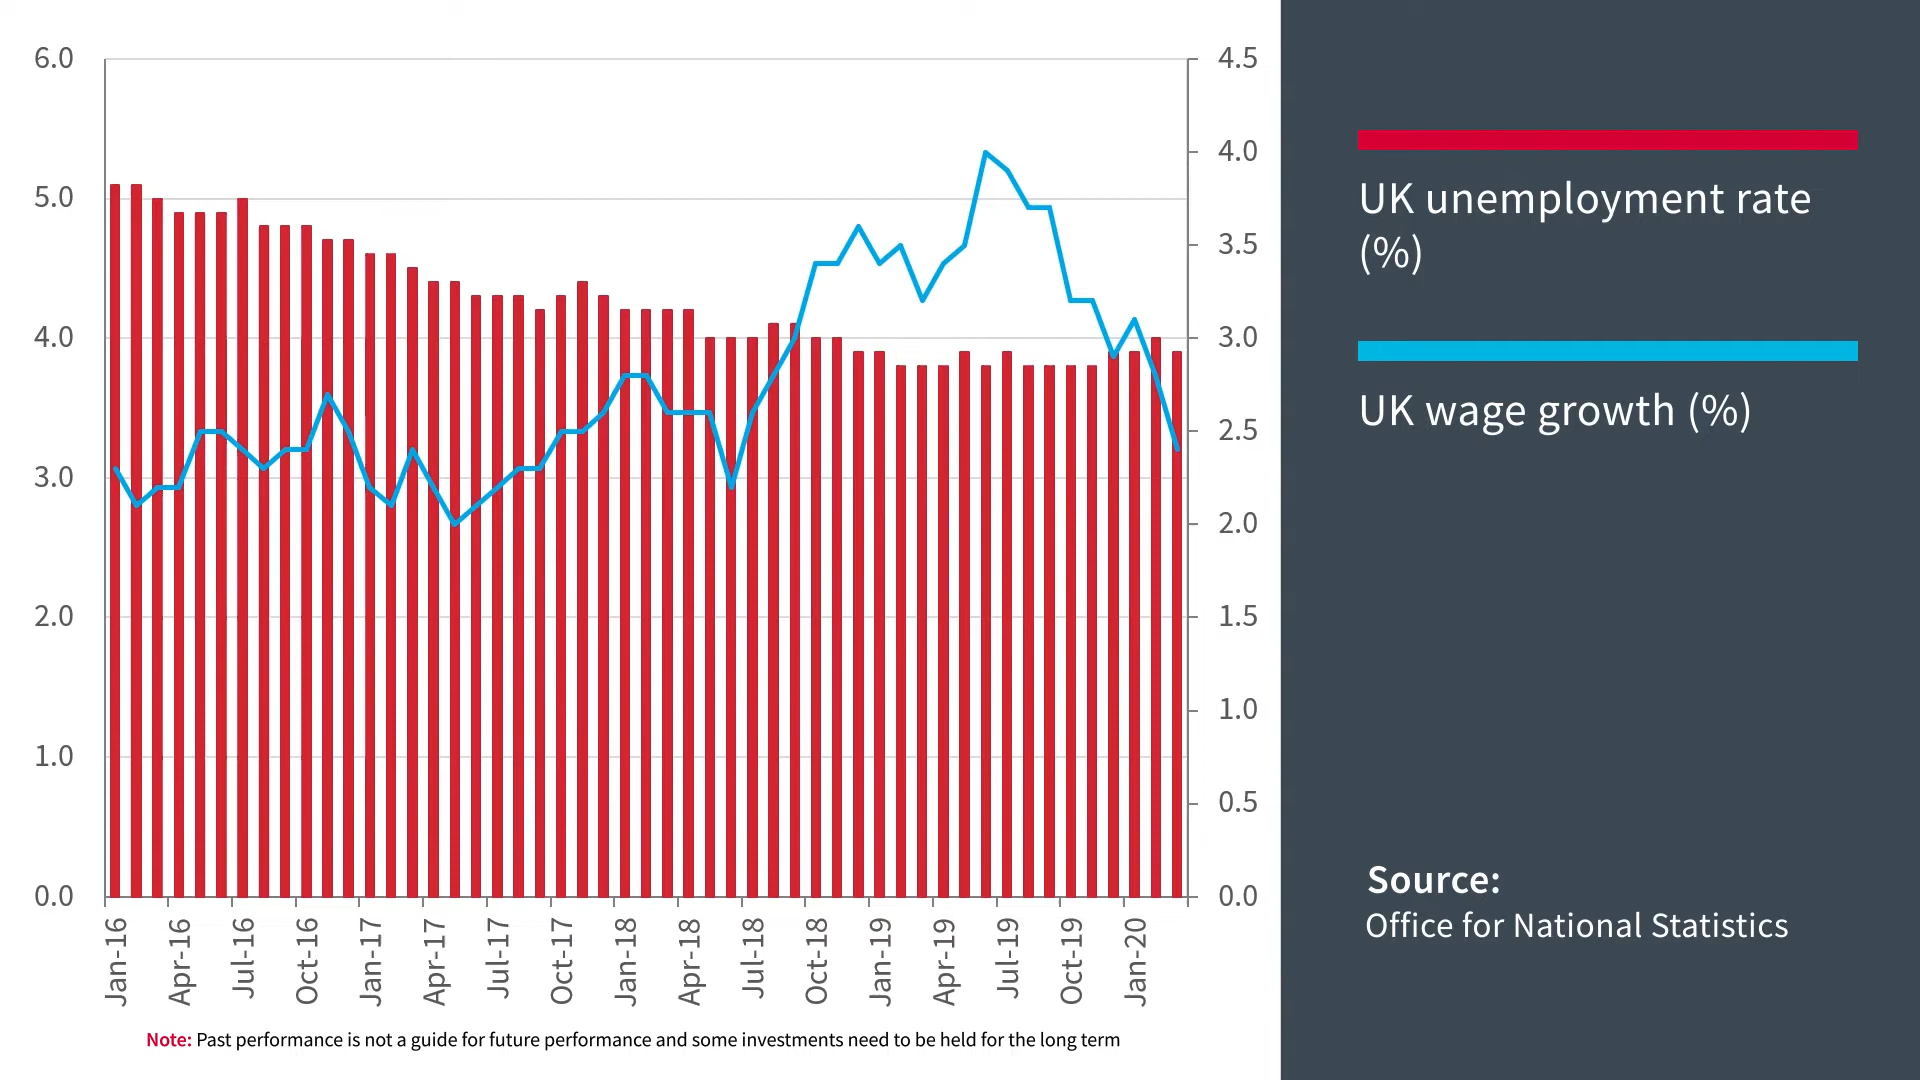 6.0
5.0
4.0
3.0
2.0
1.0
0.0
4.5
4.0
3.5
3.0
2.5
2.0
1.5
1.0
0.5
0.0
Jan-16
Apr-16
Jul-16
Oct-16
Jan-17
Apr-17
Jul-17
Oct-17
Jan-18
Apr-18
Jul-18
Oct-18
Jan-19
Apr-19
Jul-19
Oct-19
Jan-20
Note: Past performance is not a guide for future performance and some investments need to be held for the long term
UK unemployment rate
(%)
UK wage growth (%)
Source:
Office for National Statistics